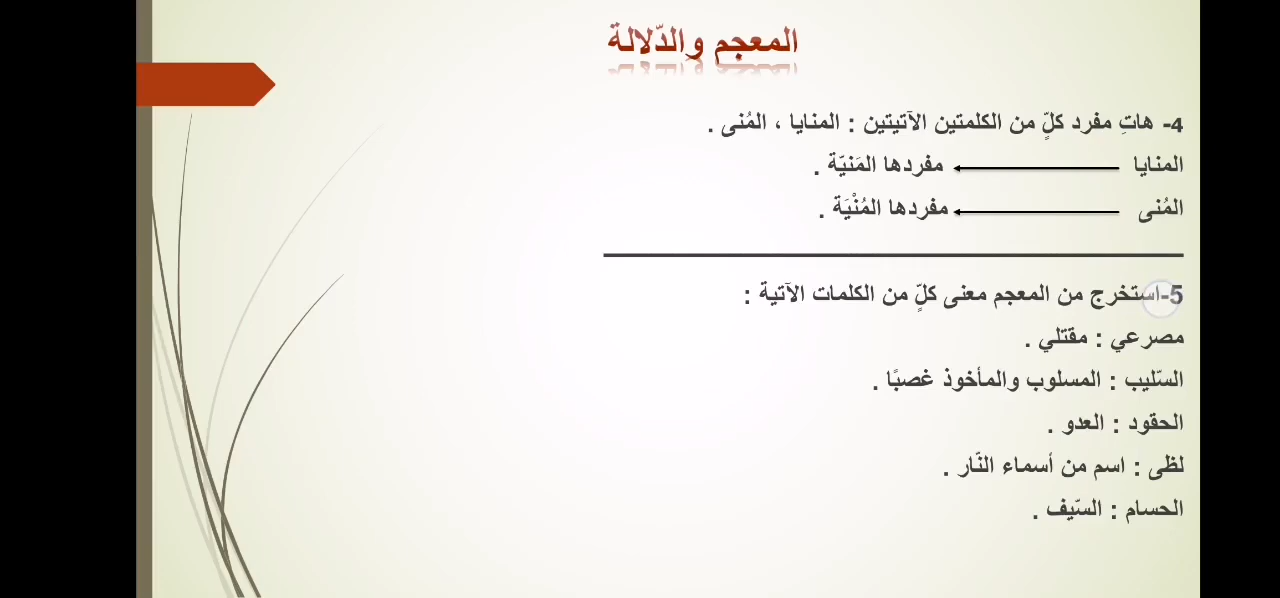 المعجم والدّلالة
4- هاتِ مفرد كلٍّ من الكلمتين الآتيتين : المنايا ، المُنى .
المنايا مفردها المَنيّة .
المُنى مفردها المُنْيَة .
5-استخرج من المعجم معنى كلٍّ من الكلمات الآتية :
مصرعي : مقتلي .
السّليب : المسلوب والمأخوذ غصبًا .
الحقود : العدو .
لظى : اسم من أسماء النّار .
الحسام : السّيف .